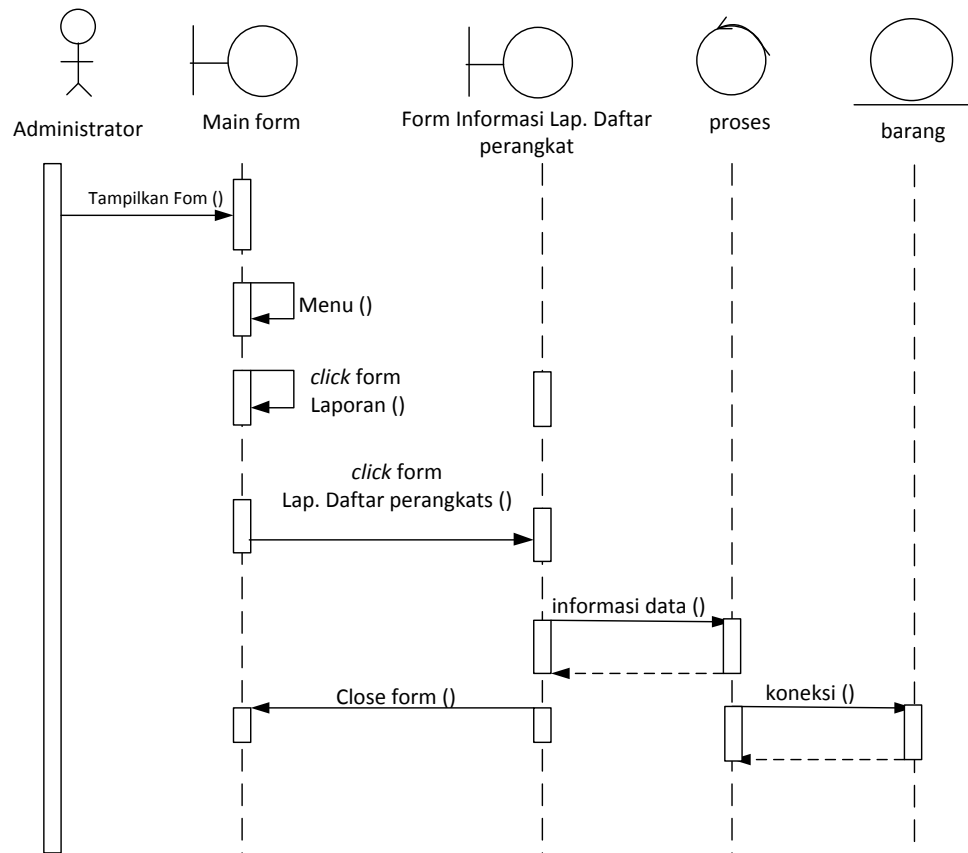 Administrator
Main form
Form Informasi Lap. Daftar
perangkat
proses
barang
Tampilkan Fom ()
Menu ()
click form
Laporan ()
click form
Lap. Daftar perangkats ()
informasi data ()
Close form ()
koneksi ()